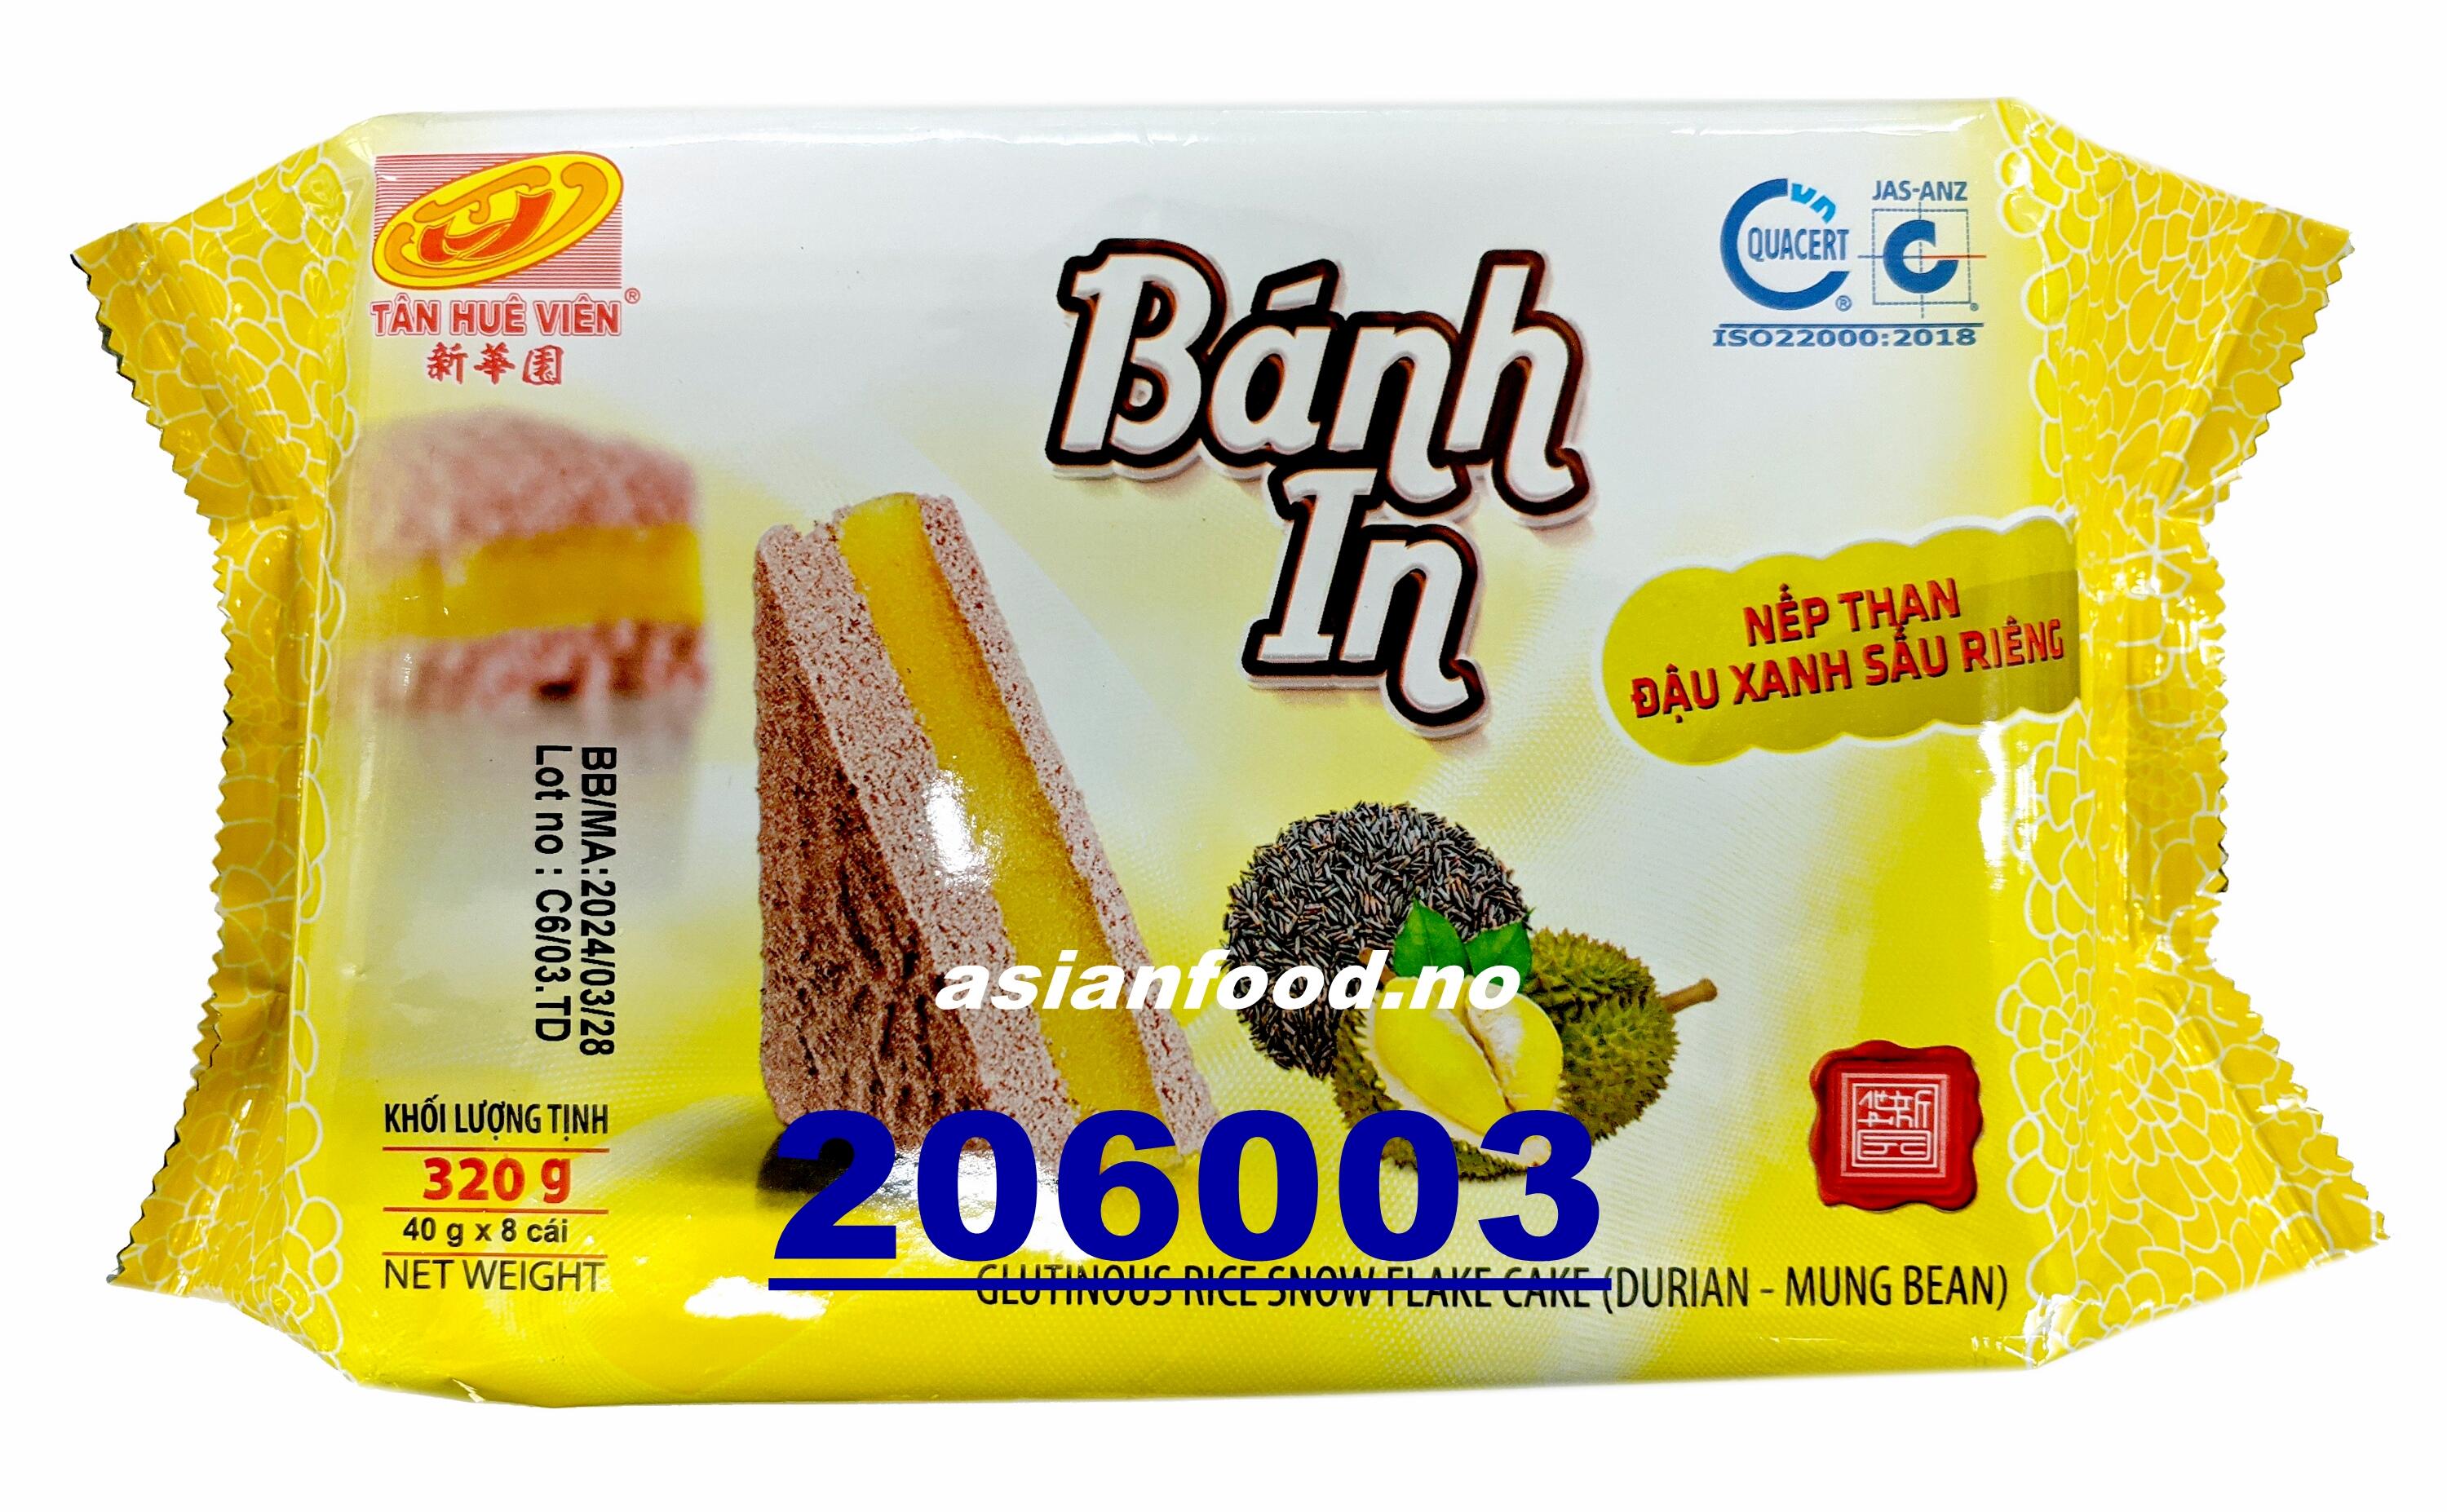 TÂN HUÊ VIÊN®
新華園
Bánh
In
VN
QUACERT
®
JAS-ANZ
C
®
ISO22000:2018
NẾP THAN
ĐẬU XANH SẦU RIÊNG
BB/MA:2024/03/28
Lot no : C6/03.TD
asianfood.no
KHỐI LƯỢNG TỊNH
320 g
40 g x 8 cái
NET WEIGHT
206003
GLUTINOUS RICE SNOW FLAKE CAKE (DURIAN - MUNG BEAN)